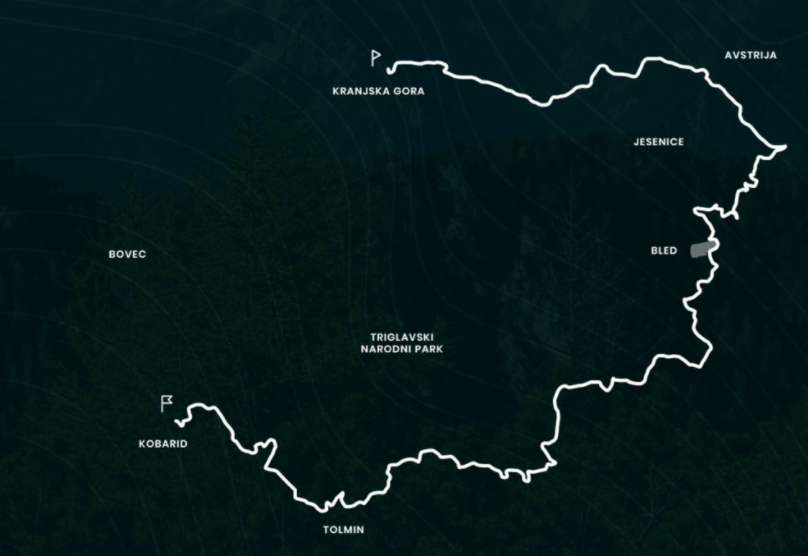 AVSTRIJA
KRANJSKA GORA
JESENICE
BOVEC
BLED
TRIGLAVSKI
NARODNI PARK
KOBARID
TOLMIN